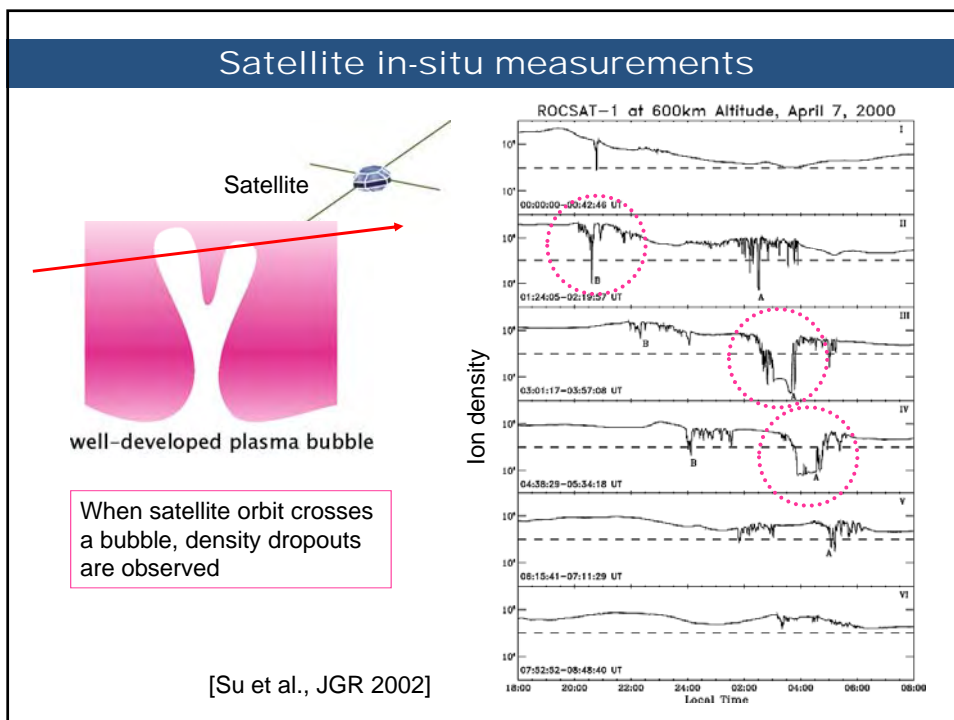 Satellite in-situ measurements
Satellite
well-developed plasma bubble
When satellite orbit crosses
a bubble, density dropouts
are observed
[Su et al., JGR 2002]
ROCSAT-1 at 600km Altitude, April 7, 2000
Ion density
I
00:00:00-00:42:46 UT
II
B
A
01:24:05-02:19:57 UT
III
B
A
03:01:17-03:57:08 UT
IV
B
A
04:38:29-05:34:18 UT
V
A
06:15:41-07:11:29 UT
VI
07:52:52-08:48:40 UT
18:00 20:00 22:00 24:00 02:00 04:00 06:00 08:00
Local Time